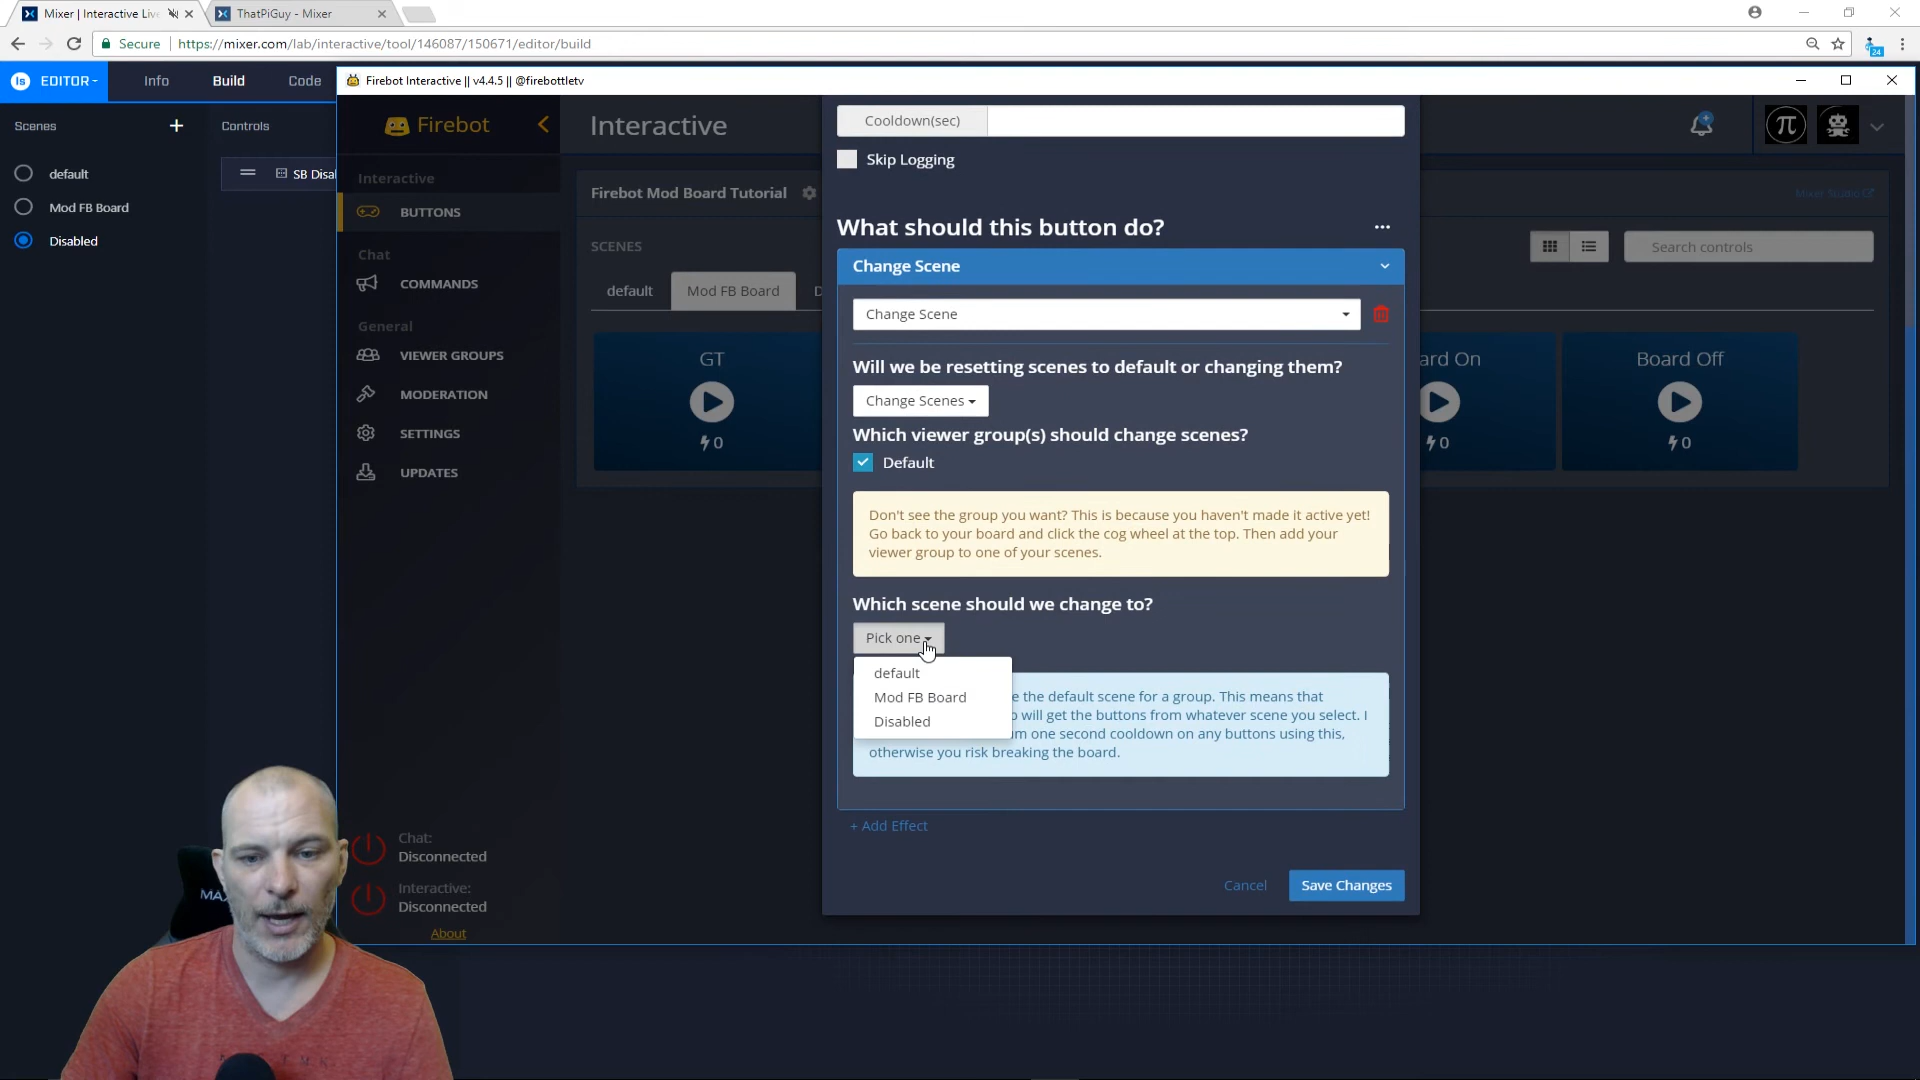 Mixer | Interactive Liv
ThatPiGuy - Mixer
Secure
https://mixer.com/lab/interactive/tool/146087/150671/editor/build
24
EDITOR
Info
Build
Code
Firebot Interactive || v4.4.5 || @firebottletv
Scenes
Controls
default
Mod FB Board
Disabled
SB Disa
Firebot
Interactive
Interactive
BUTTONS
Chat
COMMANDS
General
VIEWER GROUPS
MODERATION
SETTINGS
UPDATES
Chat:
Disconnected
Interactive:
Disconnected
About
Firebot Mod Board Tutorial
Mixer Studio
SCENES
Search controls
default
Mod FB Board
D
GT
0
ard On
0
Board Off
0
Cooldown(sec)
Skip Logging
What should this button do?
Change Scene
Change Scene
Will we be resetting scenes to default or changing them?
Change Scenes
Which viewer group(s) should change scenes?
Default
Don't see the group you want? This is because you haven't made it active yet!
Go back to your board and click the cog wheel at the top. Then add your
viewer group to one of your scenes.
Which scene should we change to?
Pick one
default
Mod FB Board
Disabled
e the default scene for a group. This means that
will get the buttons from whatever scene you select. I
one second cooldown on any buttons using this,
otherwise you risk breaking the board.
+ Add Effect
Cancel
Save Changes
π